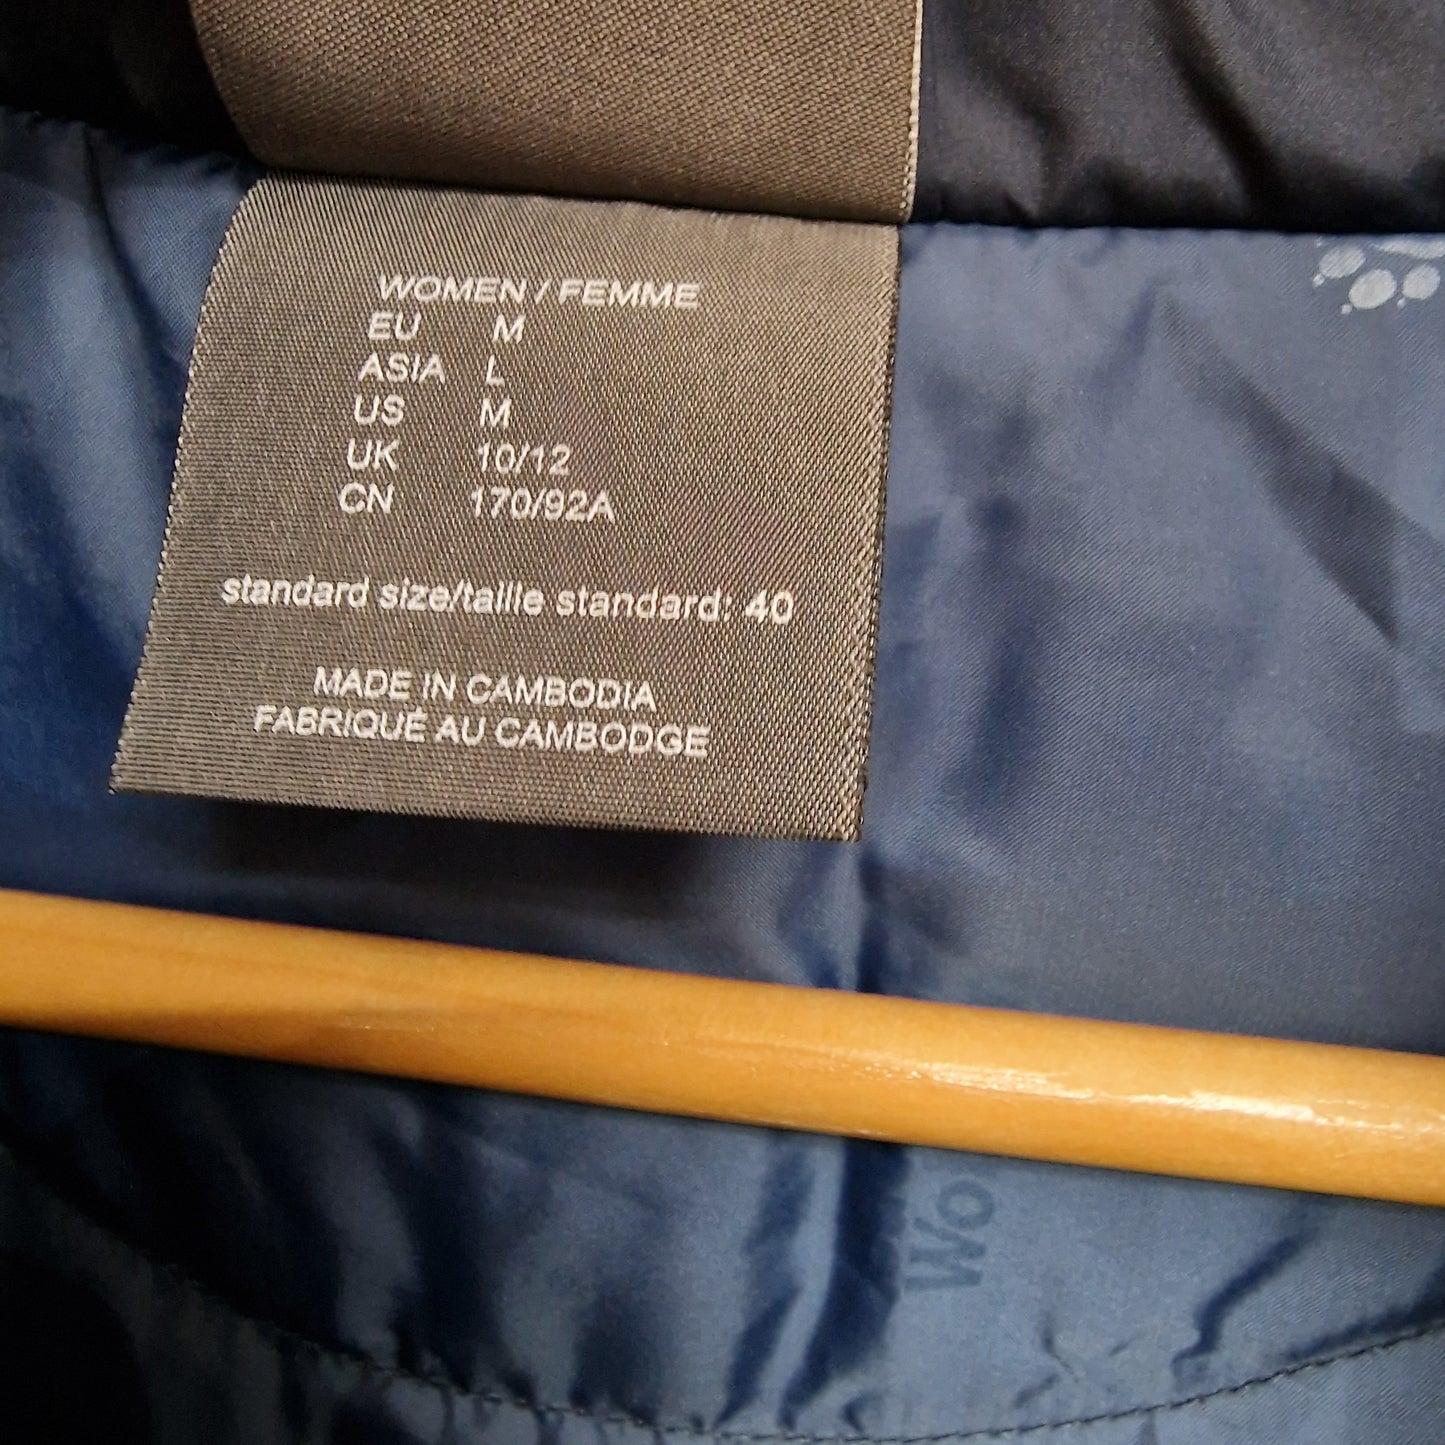 WOMEN / FEMME
EU M
ASIA L
US M
UK 10/12
CN 170/92A
standard size/taille standard: 40
MADE IN CAMBODIA
FABRIQUÉ AU CAMBODGE
Wo